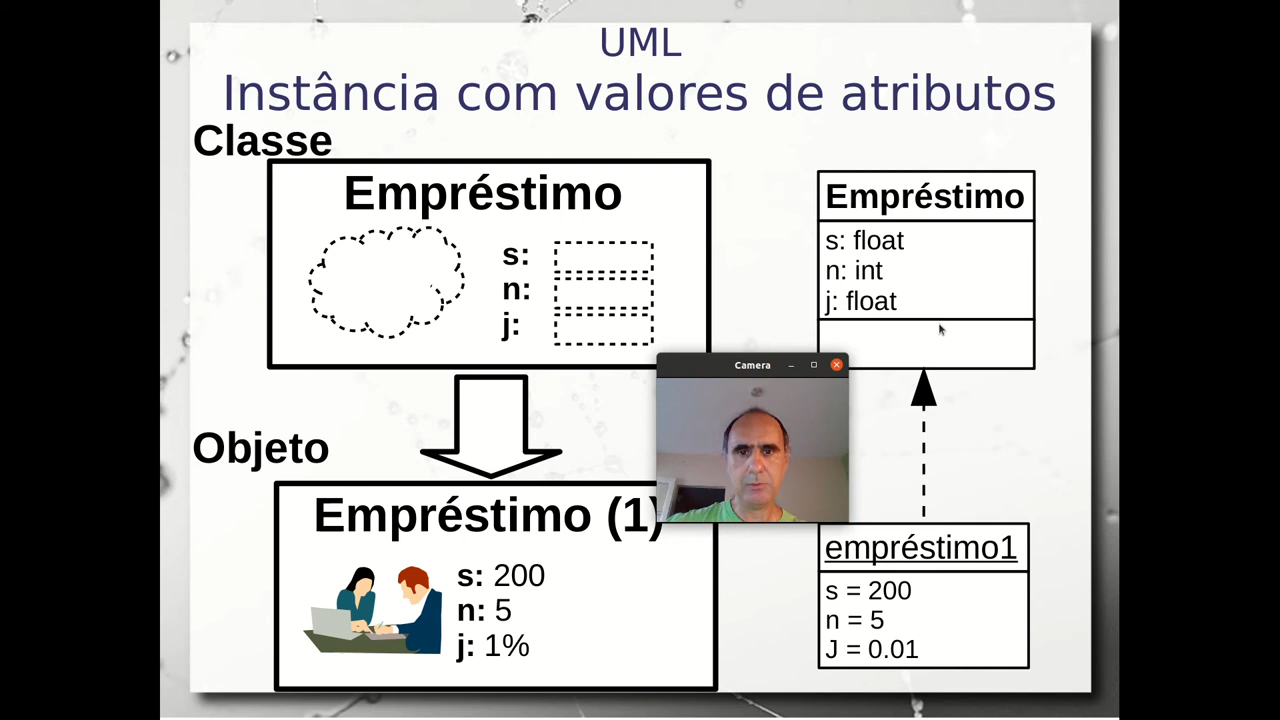 UML
Instância com valores de atributos
Classe
Empréstimo
s:
n:
j:
Empréstimo
s: float
n: int
j: float
Camera
Objeto
Empréstimo (1)
s: 200
n: 5
j: 1%
empréstimo1
s = 200
n = 5
J = 0.01